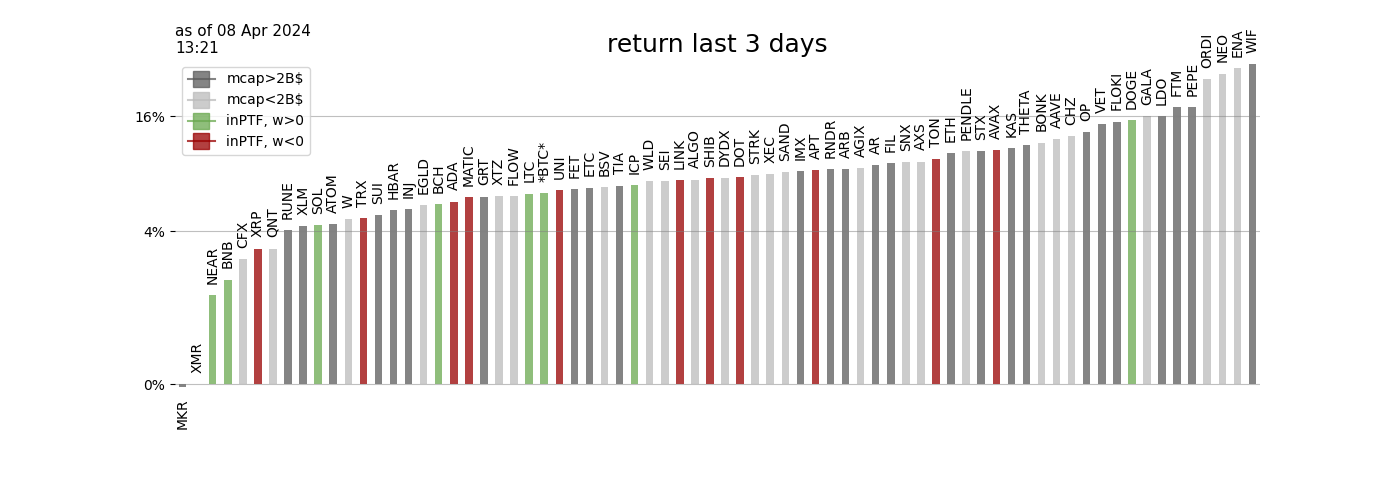 as of 08 Apr 2024
13:21
return last 3 days
mcap>2B$
mcap<2B$
inPTF, w>0
inPTF, w<0
16%
4%
0%
MKR
XMR
NEAR
BNB
CFX
XRP
QNT
RUNE
XLM
SOL
ATOM
W
TRX
SUI
HBAR
INJ
EGLD
BCH
ADA
MATIC
GRT
XTZ
FLOW
LTC
*BTC*
UNI
FET
ETC
BSV
TIA
ICP
WLD
SEI
LINK
ALGO
SHIB
DYDX
DOT
STRK
XEC
SAND
IMX
APT
RNDR
ARB
AGIX
AR
FIL
SNX
AXS
TON
ETH
PENDLE
STX
AVAX
KAS
THETA
BONK
AAVE
CHZ
OP
VET
FLOKI
DOGE
GALA
LDO
FTM
PEPE
ORDI
NEO
ENA
WIF